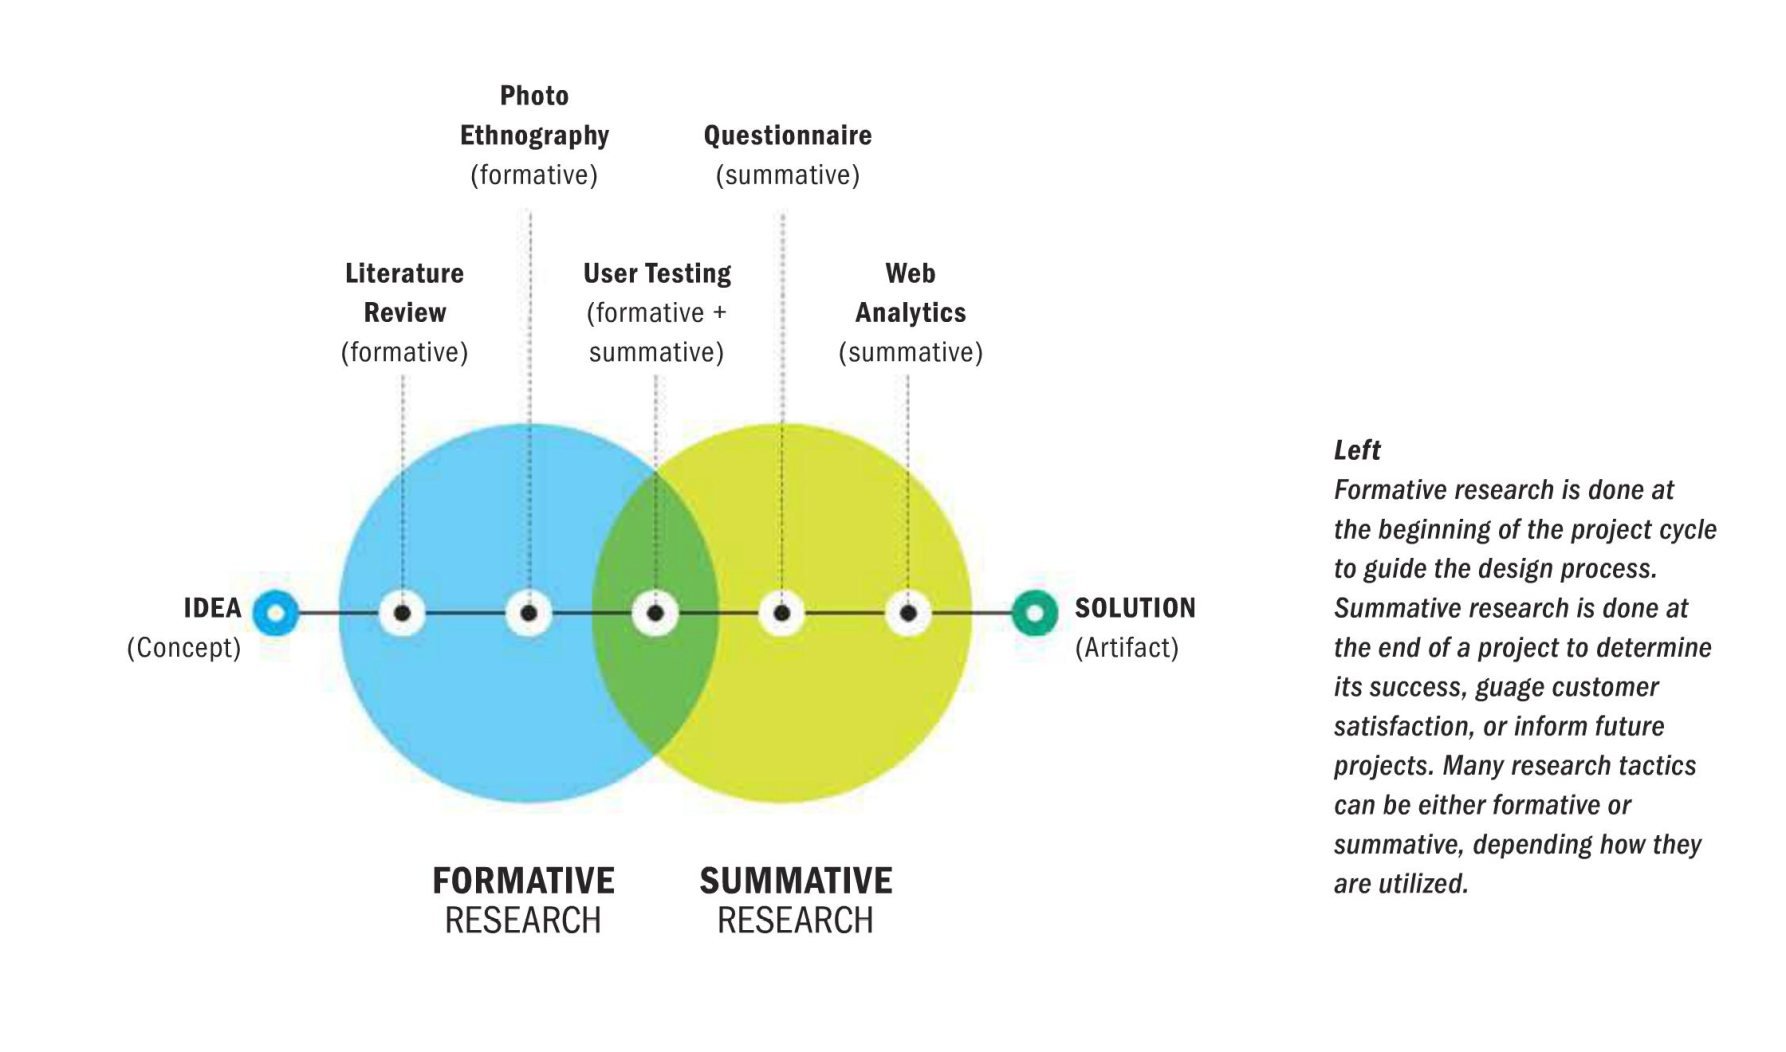 Photo
Ethnography
(formative)
Questionnaire
(summative)
Literature
Review
(formative)
User Testing
(formative +
summative)
Web
Analytics
(summative)
IDEA
(Concept)
SOLUTION
(Artifact)
FORMATIVE
RESEARCH
SUMMATIVE
RESEARCH
Left
Formative research is done at
the beginning of the project cycle
to guide the design process.
Summative research is done at
the end of a project to determine
its success, guage customer
satisfaction, or inform future
projects. Many research tactics
can be either formative or
summative, depending how they
are utilized.